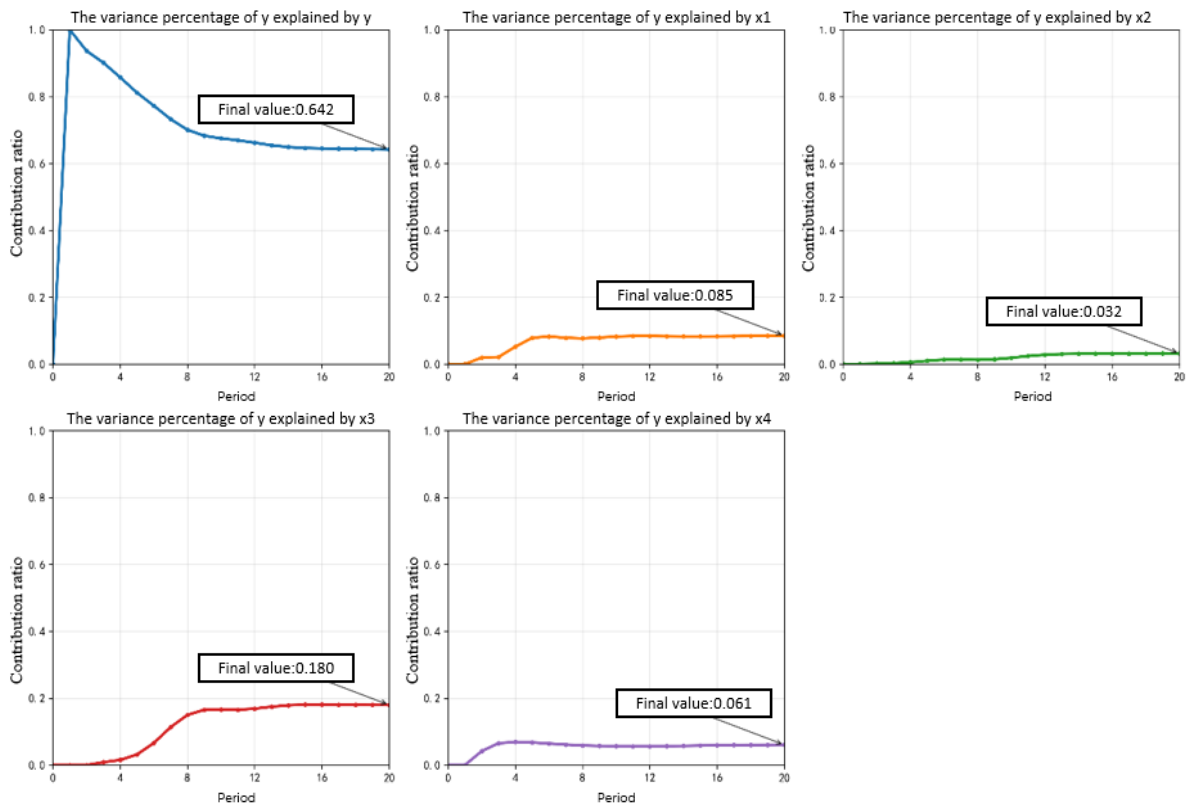 The variance percentage of y explained by y
1.0
0.8
0.6
0.4
0.2
0.0
Contribution ratio
Final value:0.642
0 4 8 12 16 20
Period
The variance percentage of y explained by x1
1.0
0.8
0.6
0.4
0.2
0.0
Contribution ratio
Final value:0.085
0 4 8 12 16 20
Period
The variance percentage of y explained by x2
1.0
0.8
0.6
0.4
0.2
0.0
Contribution ratio
Final value:0.032
0 4 8 12 16 20
Period
The variance percentage of y explained by x3
1.0
0.8
0.6
0.4
0.2
0.0
Contribution ratio
Final value:0.180
0 4 8 12 16 20
Period
The variance percentage of y explained by x4
1.0
0.8
0.6
0.4
0.2
0.0
Contribution ratio
Final value:0.061
0 4 8 12 16 20
Period